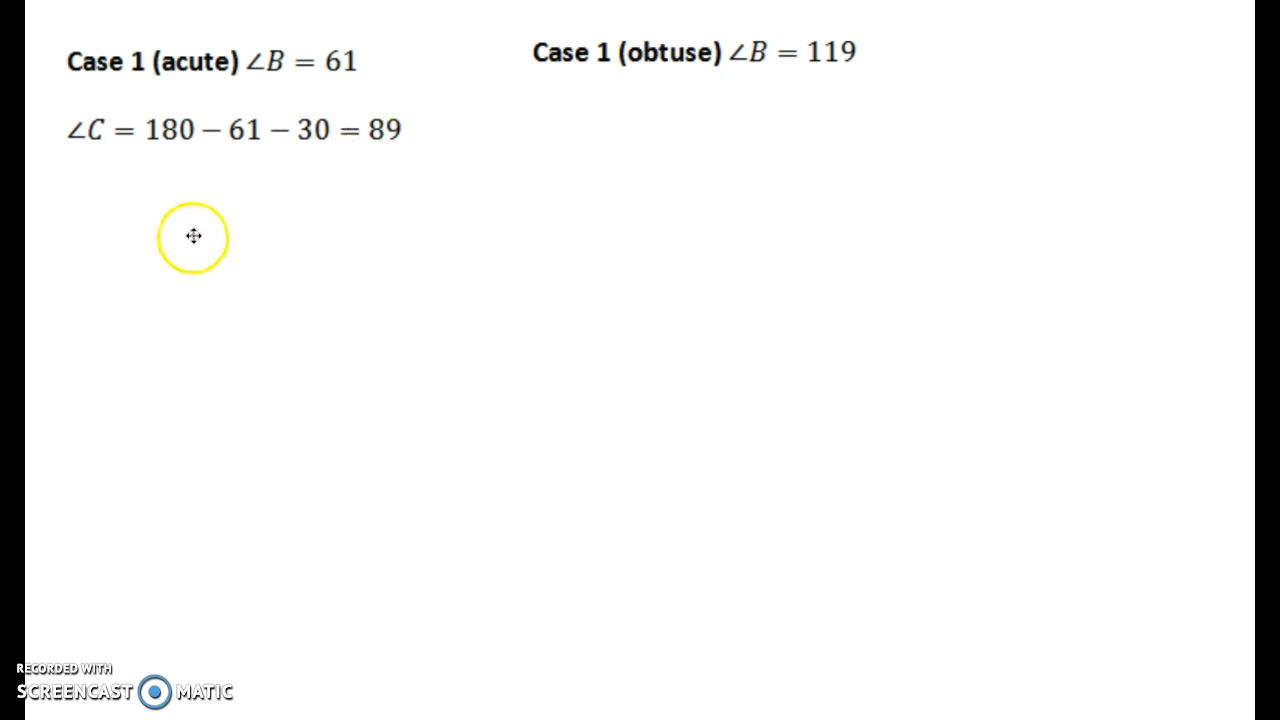 Case 1 (acute) ∠B = 61
∠C = 180 − 61 − 30 = 89
Case 1 (obtuse) ∠B = 119
RECORDED WITH
SCREENCAST MATIC